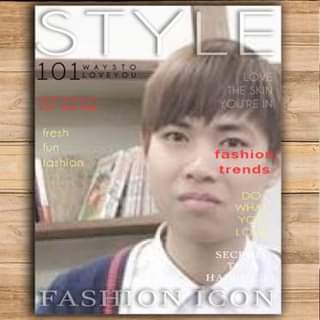 STYLE
101 WAYS TO
LOVE YOU
LOVE
THE SKIN
YOU'RE IN
fresh
fun
fashion
fashion
trends
DO
WHAT
YOU
FASHION ICON